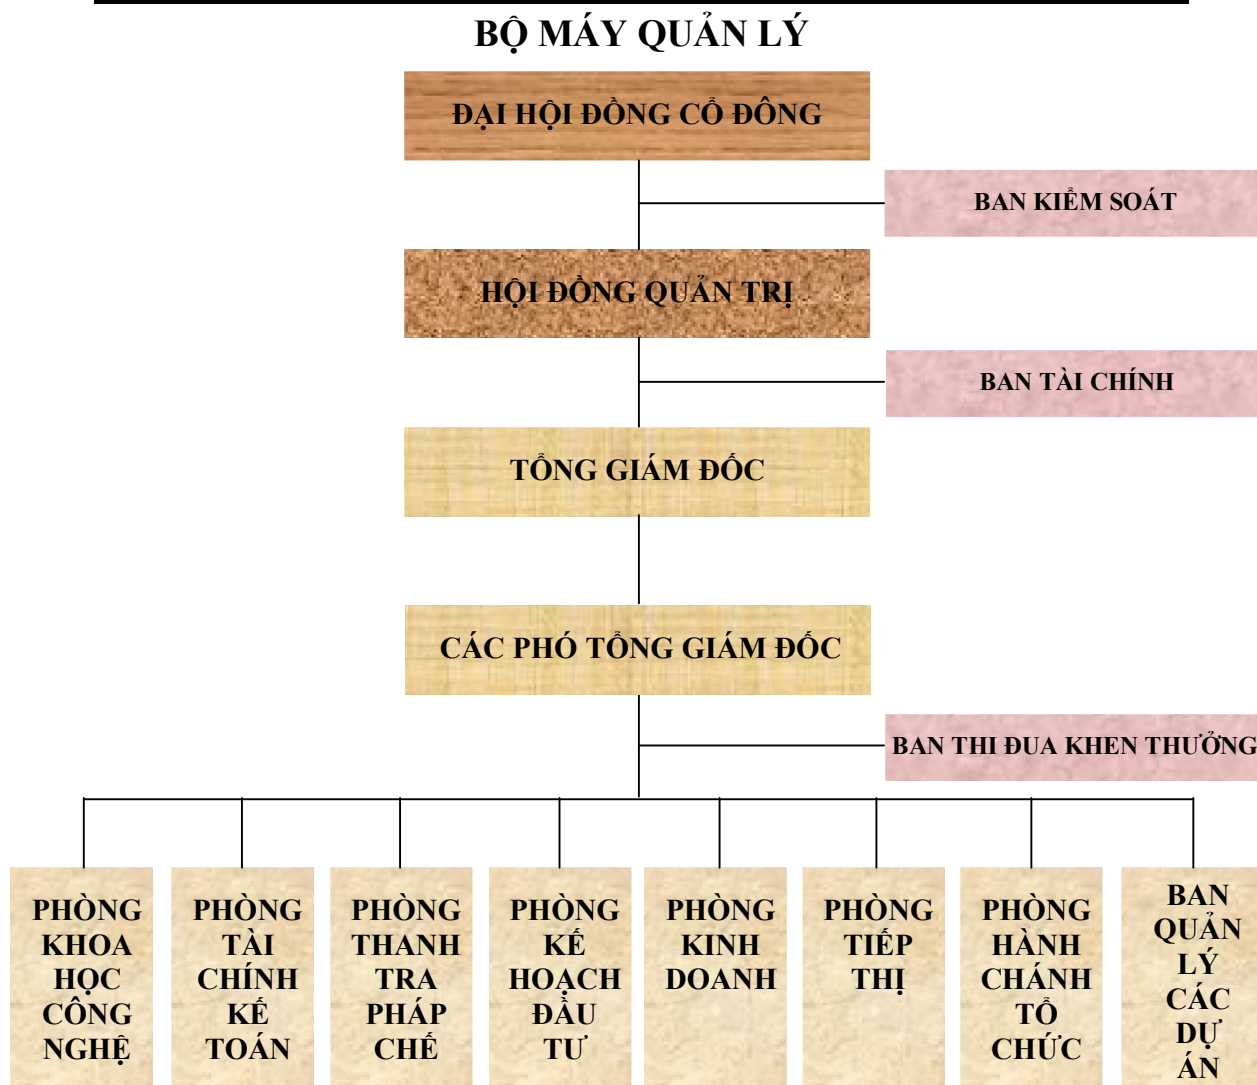 BỘ MÁY QUẢN LÝ
ĐẠI HỘI ĐỒNG CỔ ĐÔNG
BAN KIỂM SOÁT
HỘI ĐỒNG QUẢN TRỊ
BAN TÀI CHÍNH
TỔNG GIÁM ĐỐC
CÁC PHÓ TỔNG GIÁM ĐỐC
BAN THI ĐUA KHEN THƯỞNG
PHÒNG
KHOA
HỌC
CÔNG
NGHỆ
PHÒNG
TÀI
CHÍNH
KẾ
TOÁN
PHÒNG
THANH
TRA
PHÁP
CHẾ
PHÒNG
KẾ
HOẠCH
ĐẦU
TƯ
PHÒNG
KINH
DOANH
PHÒNG
TIẾP
THỊ
PHÒNG
HÀNH
CHÁNH
TỔ
CHỨC
BAN
QUẢN
LÝ
CÁC
DỰ
ÁN